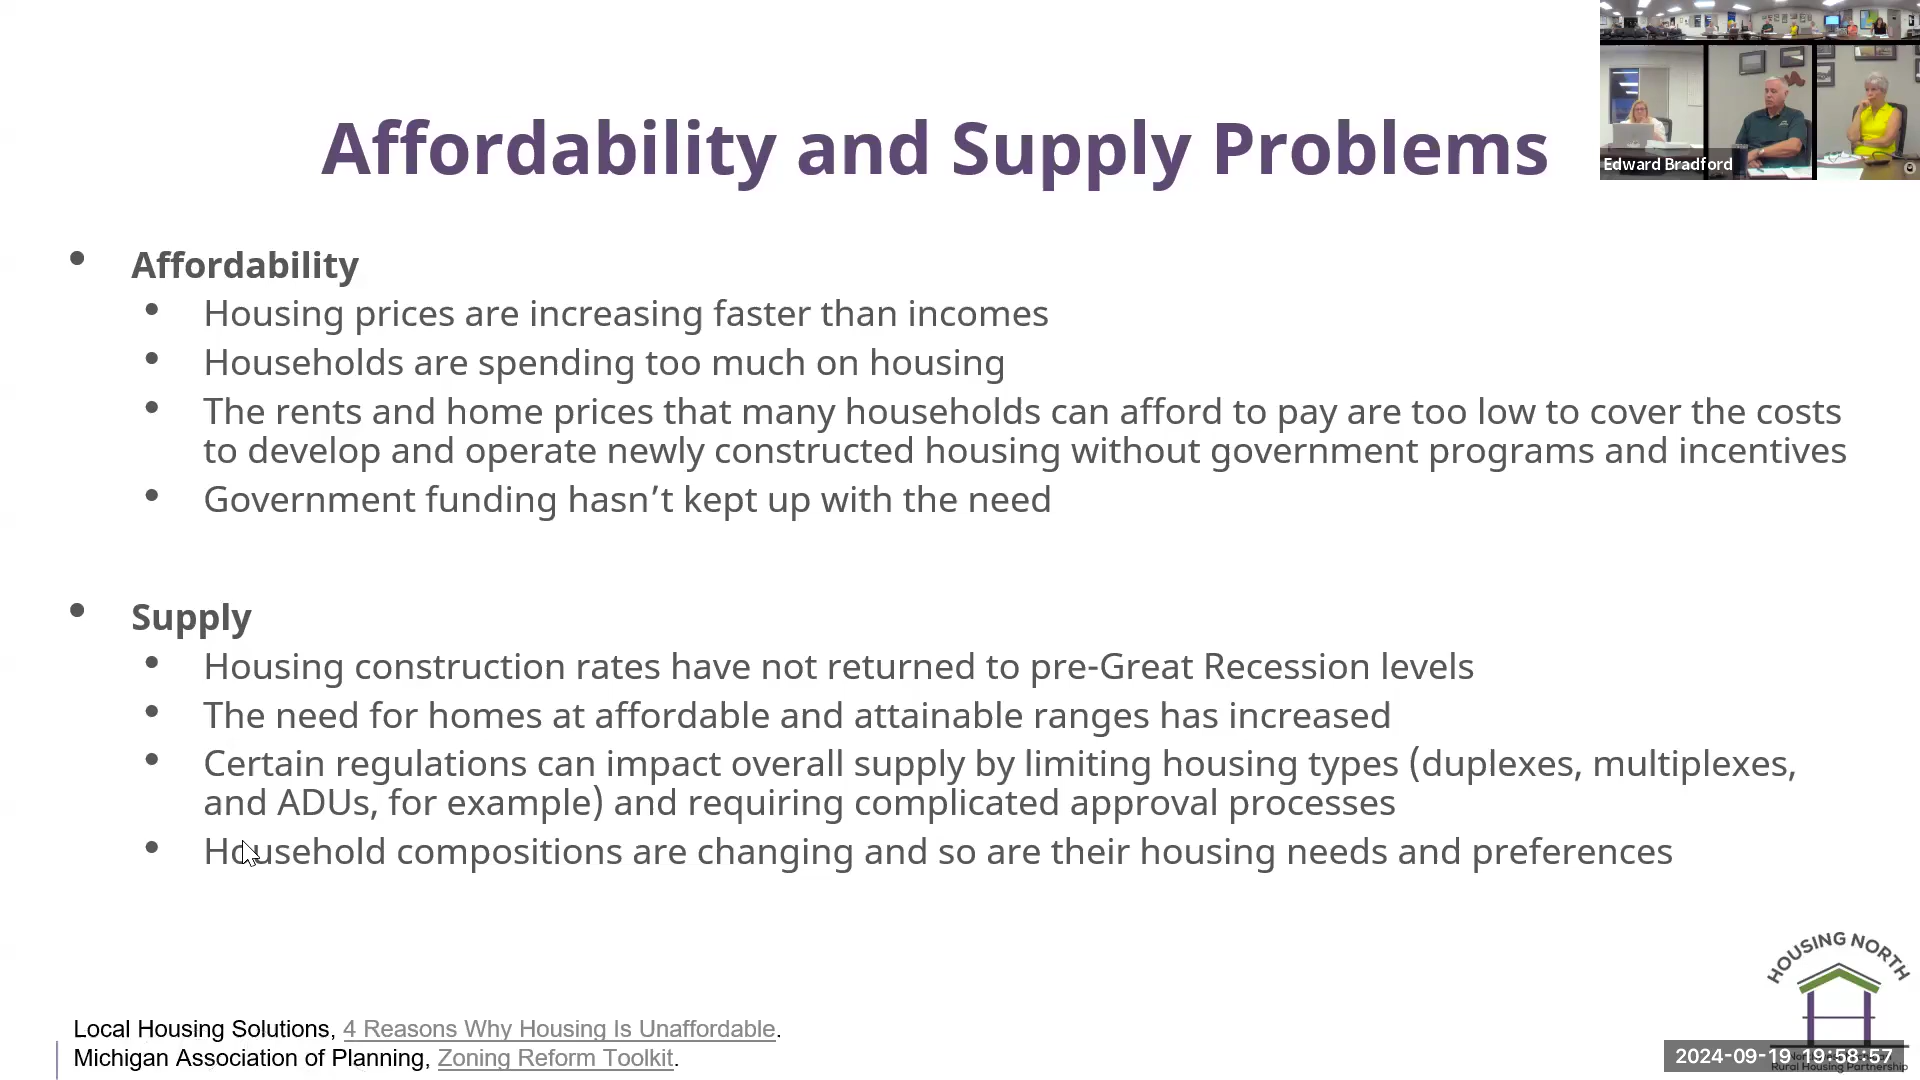 Affordability and Supply Problems
Edward Bradford
• Affordability
• Housing prices are increasing faster than incomes
• Households are spending too much on housing
• The rents and home prices that many households can afford to pay are too low to cover the costs
to develop and operate newly constructed housing without government programs and incentives
• Government funding hasn’t kept up with the need
• Supply
• Housing construction rates have not returned to pre-Great Recession levels
• The need for homes at affordable and attainable ranges has increased
• Certain regulations can impact overall supply by limiting housing types (duplexes, multiplexes,
and ADUs, for example) and requiring complicated approval processes
• Household compositions are changing and so are their housing needs and preferences
HOUSING NORTH
Local Housing Solutions, 4 Reasons Why Housing Is Unaffordable.
Michigan Association of Planning, Zoning Reform Toolkit.
2024-09-19 19:58:57
Rural Housing Partnership